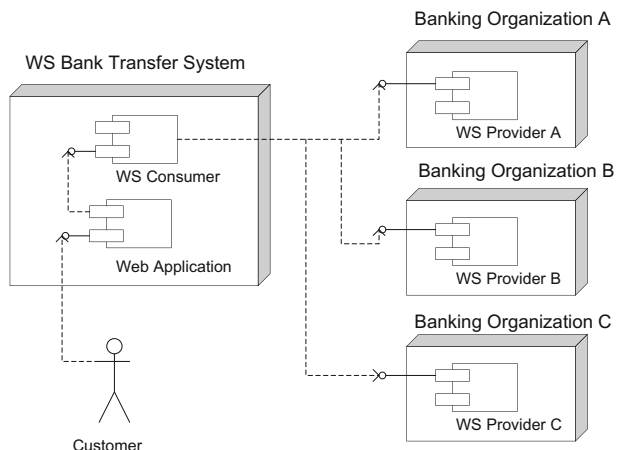 Banking Organization A
WS Bank Transfer System
WS Provider A
WS Consumer
Banking Organization B
Web Application
WS Provider B
Banking Organization C
WS Provider C
Customer